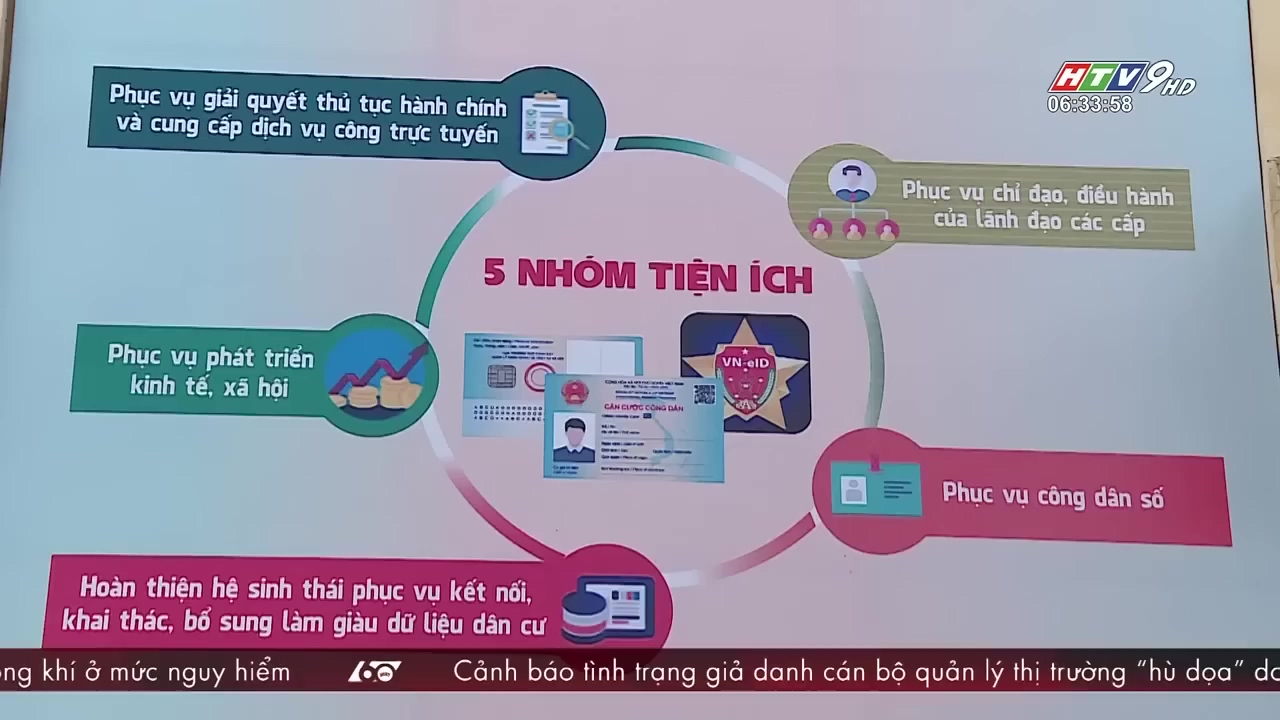 HTV9HD
06:33:58
Phục vụ giải quyết thủ tục hành chính
và cung cấp dịch vụ công trực tuyến
Phục vụ chỉ đạo, điều hành
của lãnh đạo các cấp
5 NHÓM TIỆN ÍCH
VN-eID
CĂN CƯỚC CÔNG DÂN
Phục vụ phát triển
kinh tế, xã hội
Phục vụ công dân số
Hoàn thiện hệ sinh thái phục vụ kết nối,
khai thác, bổ sung làm giàu dữ liệu dân cư
khí ở mức nguy hiểm
60 Cảnh báo tình trạng giả danh cán bộ quản lý thị trường “hù dọa”